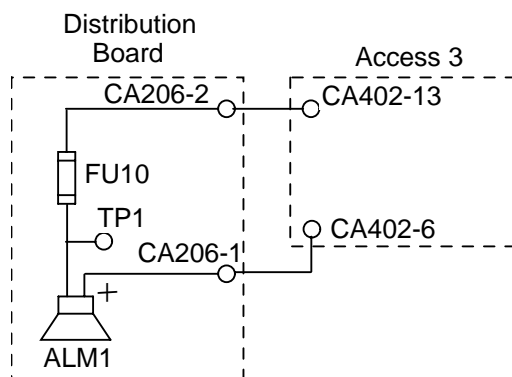 Distribution
Board
Access 3
CA206-2
CA402-13
FU10
TP1
CA402-6
CA206-1
+
ALM1